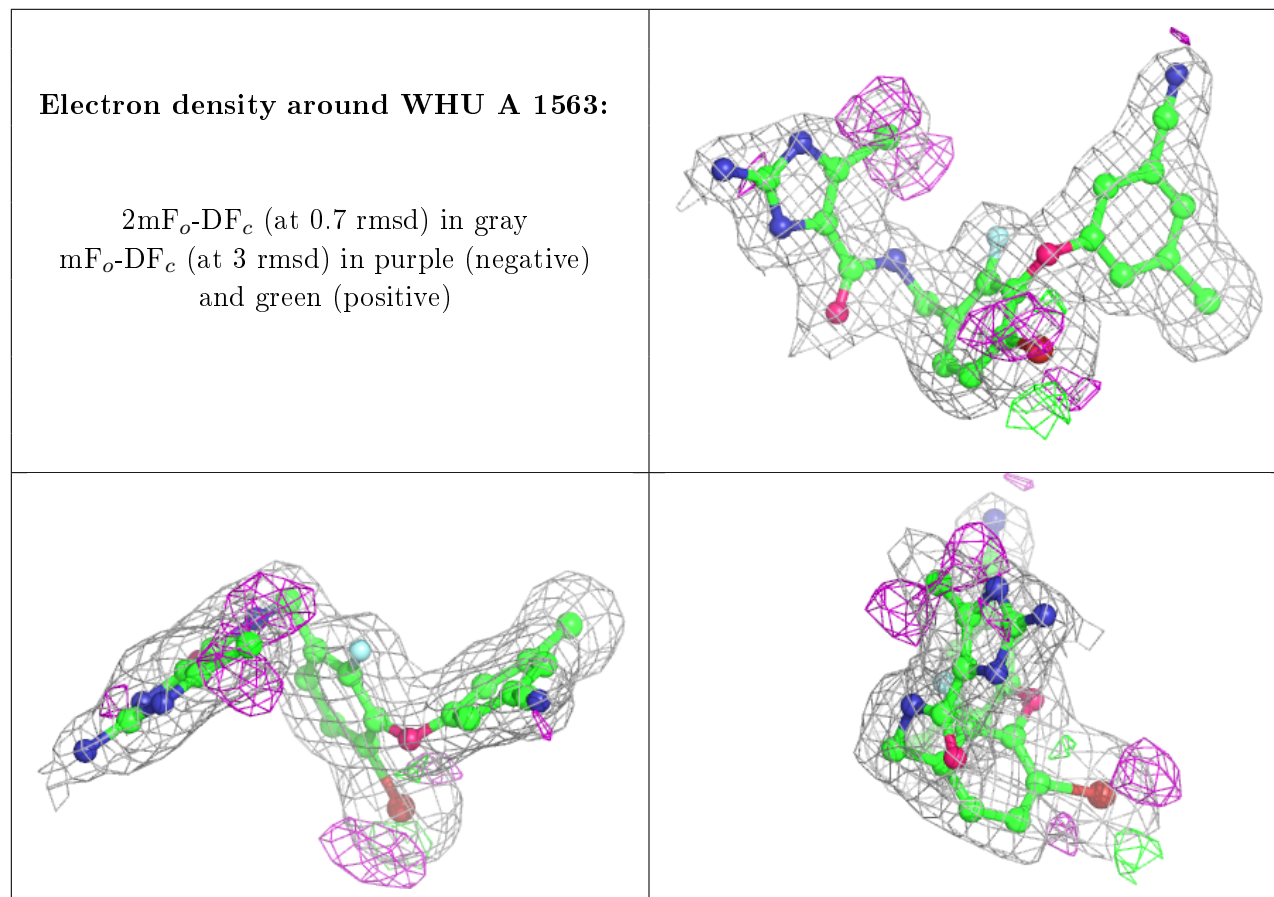 Electron density around WHU A 1563:
2mFo-DFc (at 0.7 rmsd) in gray
mFo-DFc (at 3 rmsd) in purple (negative)
and green (positive)